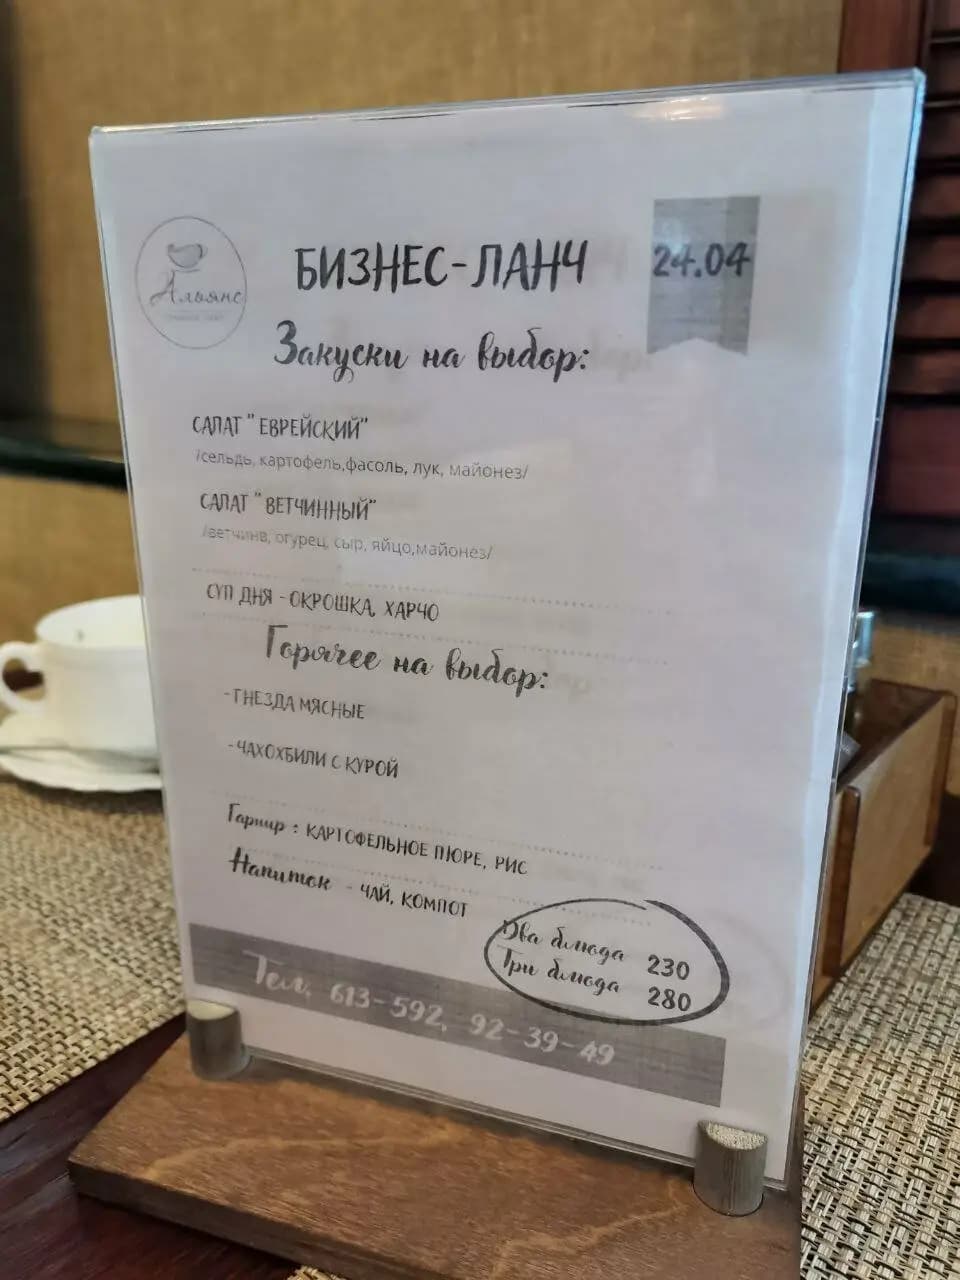 Альянс
БИЗНЕС-ЛАНЧ
24.04
Закуски на выбор:
САЛАТ "ЕВРЕЙСКИЙ"
/сельдь, картофель,фасоль, лук, майонез/
САЛАТ "ВЕТЧИННЫЙ"
/ветчинв, огурец, сыр, яйцо,майонез/
СУП ДНЯ - ОКРОШКА, ХАРЧО
Горячее на выбор:
-ГНЕЗДА МЯСНЫЕ
-ЧАХОХБИЛИ С КУРОЙ
Гарнир : КАРТОФЕЛЬНОЕ ПЮРЕ, РИС
Напиток - ЧАЙ, КОМПОТ
Два блюда 230
Три блюда 280
Тел. 613-592, 92-39-49